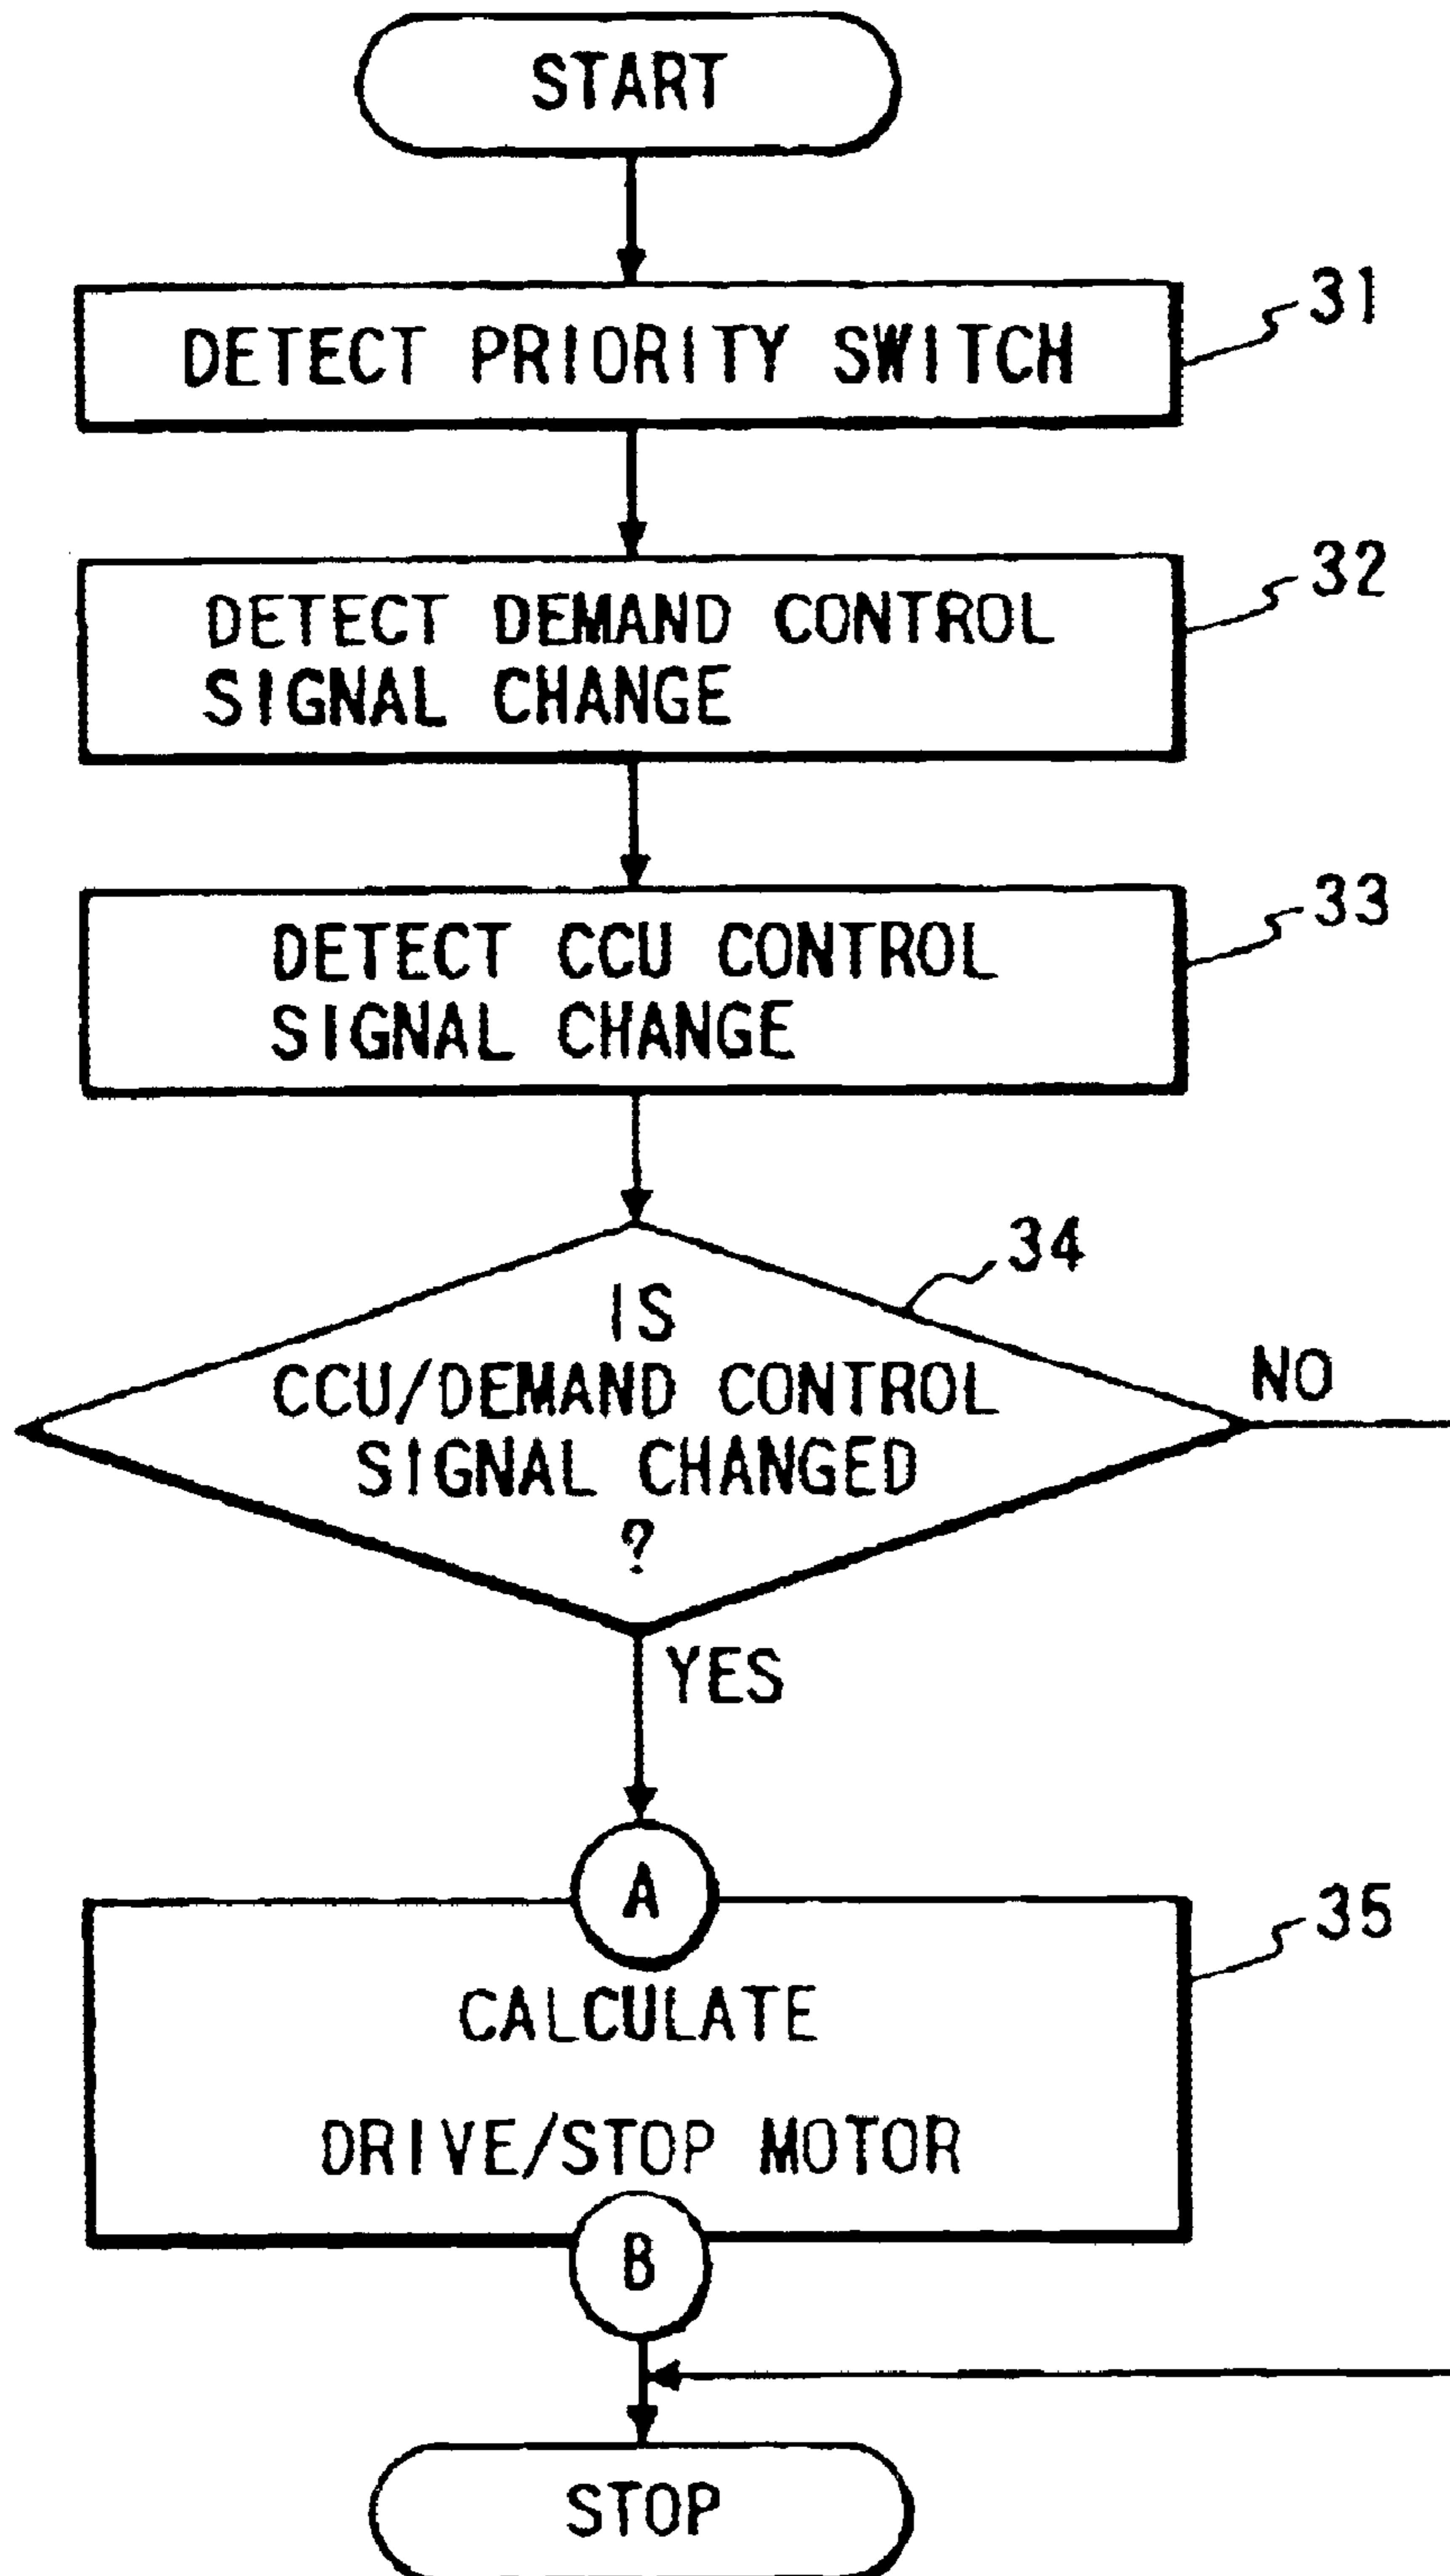 START
DETECT PRIORITY SWITCH
31
DETECT DEMAND CONTROL
SIGNAL CHANGE
32
DETECT CCU CONTROL
SIGNAL CHANGE
33
34
IS
CCU/DEMAND CONTROL
SIGNAL CHANGED
?
NO
YES
A
35
CALCULATE
DRIVE/STOP MOTOR
B
STOP